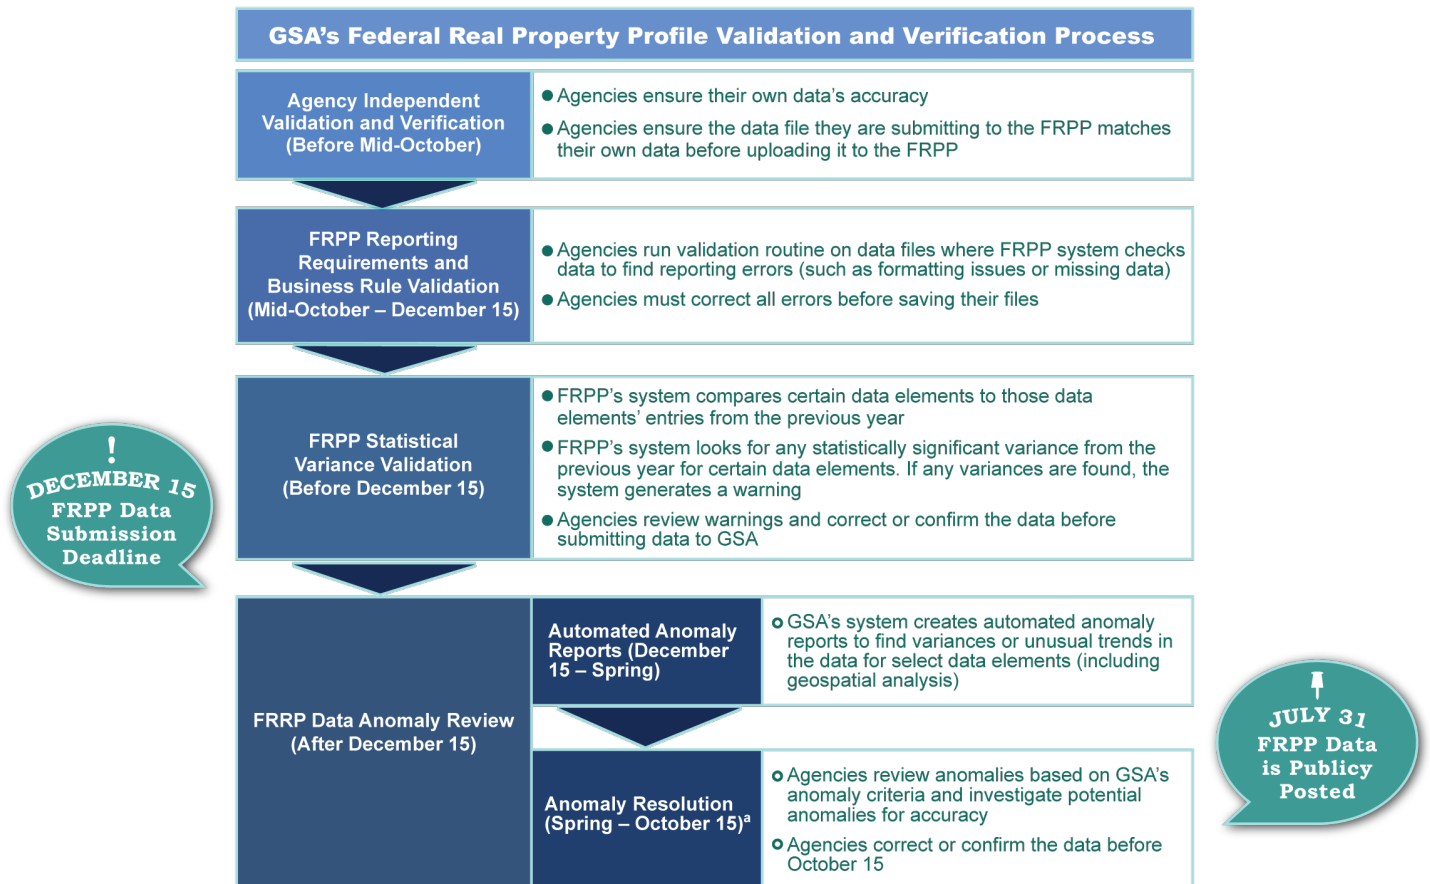 GSA’s Federal Real Property Profile Validation and Verification Process
Agency Independent
Validation and Verification
(Before Mid-October)
● Agencies ensure their own data’s accuracy
● Agencies ensure the data file they are submitting to the FRPP matches
their own data before uploading it to the FRPP
FRPP Reporting
Requirements and
Business Rule Validation
(Mid-October – December 15)
● Agencies run validation routine on data files where FRPP system checks
data to find reporting errors (such as formatting issues or missing data)
● Agencies must correct all errors before saving their files
FRPP Statistical
Variance Validation
(Before December 15)
● FRPP’s system compares certain data elements to those data
elements’ entries from the previous year
● FRPP’s system looks for any statistically significant variance from the
previous year for certain data elements. If any variances are found, the
system generates a warning
● Agencies review warnings and correct or confirm the data before
submitting data to GSA
!
DECEMBER 15
FRPP Data
Submission
Deadline
FRRP Data Anomaly Review
(After December 15)
Automated Anomaly
Reports (December
15 – Spring)
GSA’s system creates automated anomaly
reports to find variances or unusual trends in
the data for select data elements (including
geospatial analysis)
Anomaly Resolution
(Spring – October 15)ª
Agencies review anomalies based on GSA’s
anomaly criteria and investigate potential
anomalies for accuracy
Agencies correct or confirm the data before
October 15
JULY 31
FRPP Data
is Publicy
Posted